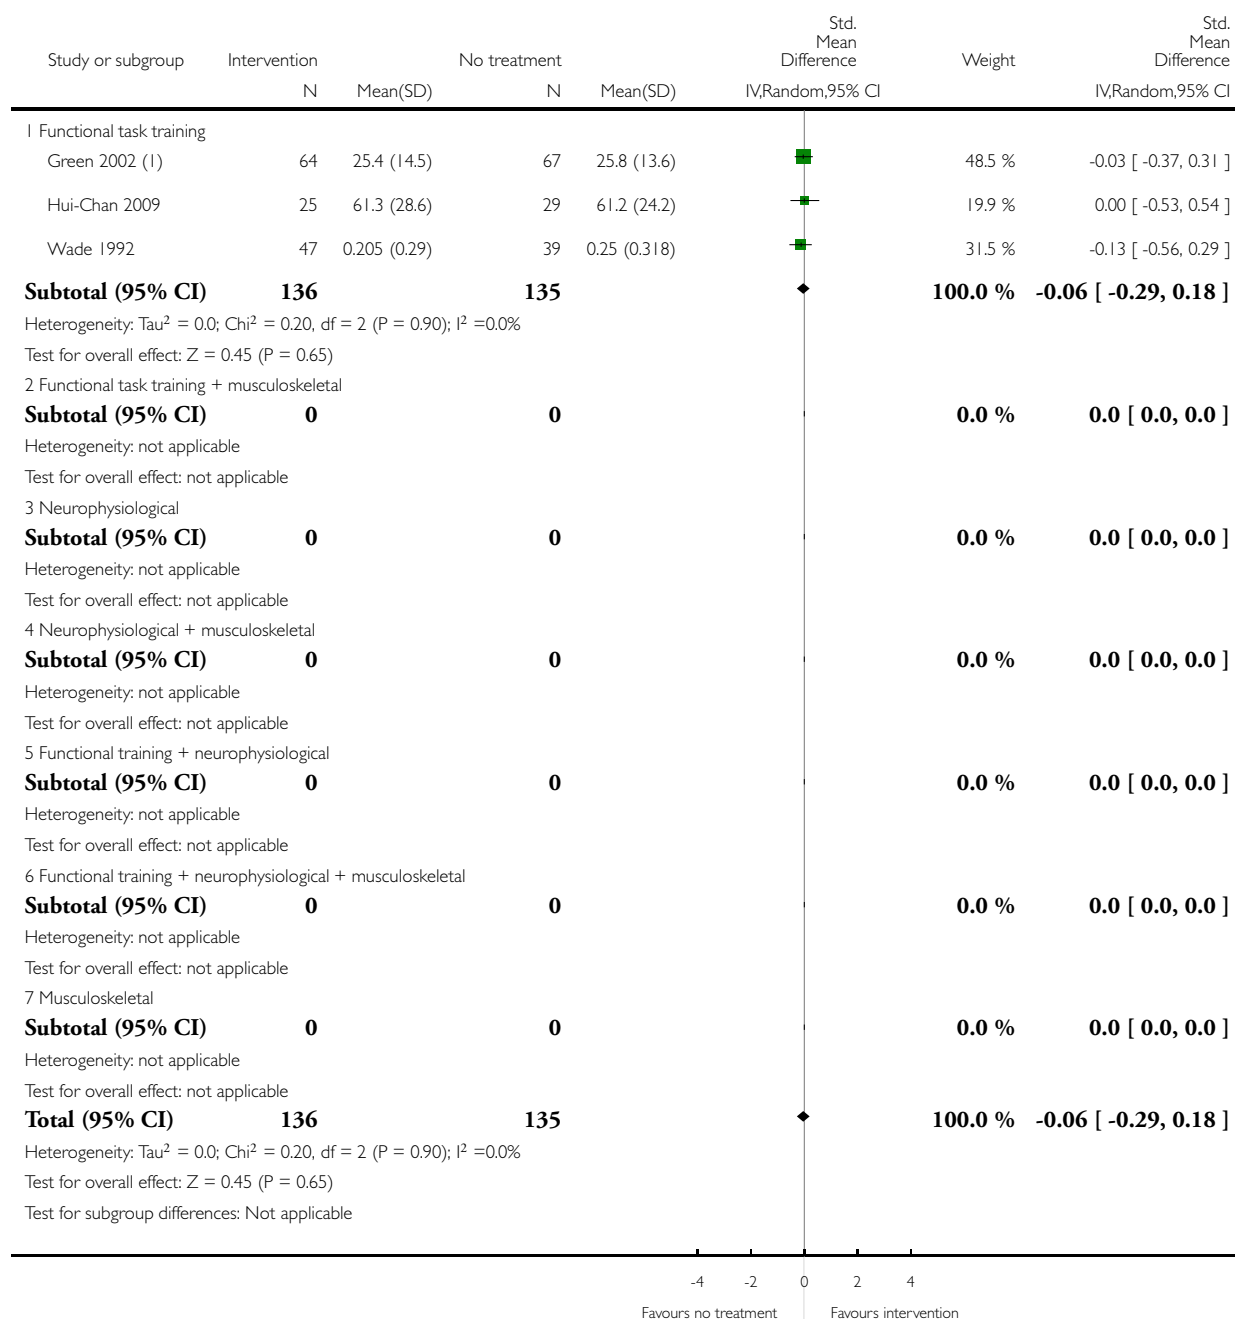 Study or subgroup Intervention No treatment Std. Mean Difference Weight Std. Mean Difference
N Mean(SD) N Mean(SD) IV,Random,95% CI IV,Random,95% CI
1 Functional task training
Green 2002 (1) 64 25.4 (14.5) 67 25.8 (13.6) 48.5 % -0.03 [ -0.37, 0.31 ]
Hui-Chan 2009 25 61.3 (28.6) 29 61.2 (24.2) 19.9 % 0.00 [ -0.53, 0.54 ]
Wade 1992 47 0.205 (0.29) 39 0.25 (0.318) 31.5 % -0.13 [ -0.56, 0.29 ]
Subtotal (95% CI) 136 135 100.0 % -0.06 [ -0.29, 0.18 ]
Heterogeneity: Tau² = 0.0; Chi² = 0.20, df = 2 (P = 0.90); I² =0.0%
Test for overall effect: Z = 0.45 (P = 0.65)
2 Functional task training + musculoskeletal
Subtotal (95% CI) 0 0 0.0 % 0.0 [ 0.0, 0.0 ]
Heterogeneity: not applicable
Test for overall effect: not applicable
3 Neurophysiological
Subtotal (95% CI) 0 0 0.0 % 0.0 [ 0.0, 0.0 ]
Heterogeneity: not applicable
Test for overall effect: not applicable
4 Neurophysiological + musculoskeletal
Subtotal (95% CI) 0 0 0.0 % 0.0 [ 0.0, 0.0 ]
Heterogeneity: not applicable
Test for overall effect: not applicable
5 Functional training + neurophysiological
Subtotal (95% CI) 0 0 0.0 % 0.0 [ 0.0, 0.0 ]
Heterogeneity: not applicable
Test for overall effect: not applicable
6 Functional training + neurophysiological + musculoskeletal
Subtotal (95% CI) 0 0 0.0 % 0.0 [ 0.0, 0.0 ]
Heterogeneity: not applicable
Test for overall effect: not applicable
7 Musculoskeletal
Subtotal (95% CI) 0 0 0.0 % 0.0 [ 0.0, 0.0 ]
Heterogeneity: not applicable
Test for overall effect: not applicable
Total (95% CI) 136 135 100.0 % -0.06 [ -0.29, 0.18 ]
Heterogeneity: Tau² = 0.0; Chi² = 0.20, df = 2 (P = 0.90); I² =0.0%
Test for overall effect: Z = 0.45 (P = 0.65)
Test for subgroup differences: Not applicable
-4 -2 0 2 4
Favours no treatment Favours intervention